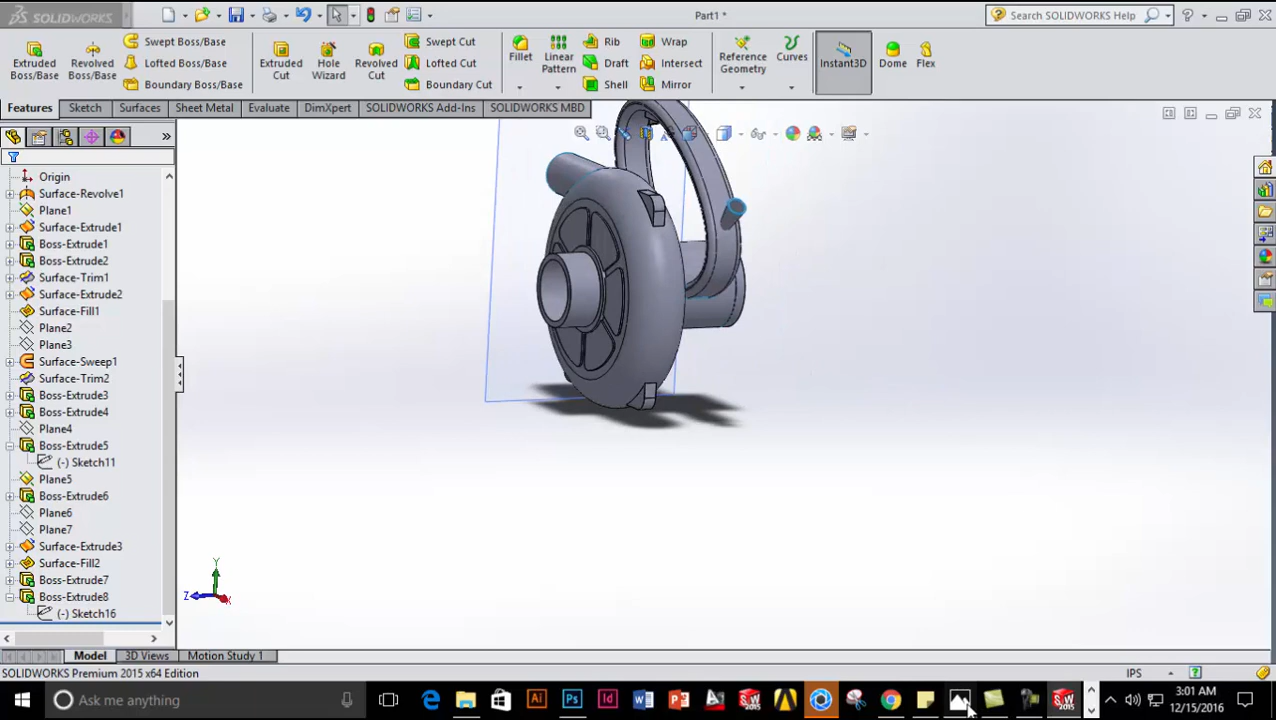 SOLIDWORKS
Part1 *
Search SOLIDWORKS Help
Extruded Boss/Base
Revolved Boss/Base
Swept Boss/Base
Lofted Boss/Base
Boundary Boss/Base
Extruded Cut
Hole Wizard
Revolved Cut
Swept Cut
Lofted Cut
Boundary Cut
Fillet
Linear Pattern
Rib
Draft
Shell
Wrap
Intersect
Mirror
Reference Geometry
Curves
Instant3D
Dome
Flex
Features
Sketch
Surfaces
Sheet Metal
Evaluate
DimXpert
SOLIDWORKS Add-Ins
SOLIDWORKS MBD
Origin
Surface-Revolve1
Plane1
Surface-Extrude1
Boss-Extrude1
Boss-Extrude2
Surface-Trim1
Surface-Extrude2
Surface-Fill1
Plane2
Plane3
Surface-Sweep1
Surface-Trim2
Boss-Extrude3
Boss-Extrude4
Plane4
Boss-Extrude5
(-) Sketch11
Plane5
Boss-Extrude6
Plane6
Plane7
Surface-Extrude3
Surface-Fill2
Boss-Extrude7
Boss-Extrude8
(-) Sketch16
Y
Z
X
Model
3D Views
Motion Study 1
SOLIDWORKS Premium 2015 x64 Edition
IPS
Ask me anything
3:01 AM
12/15/2016